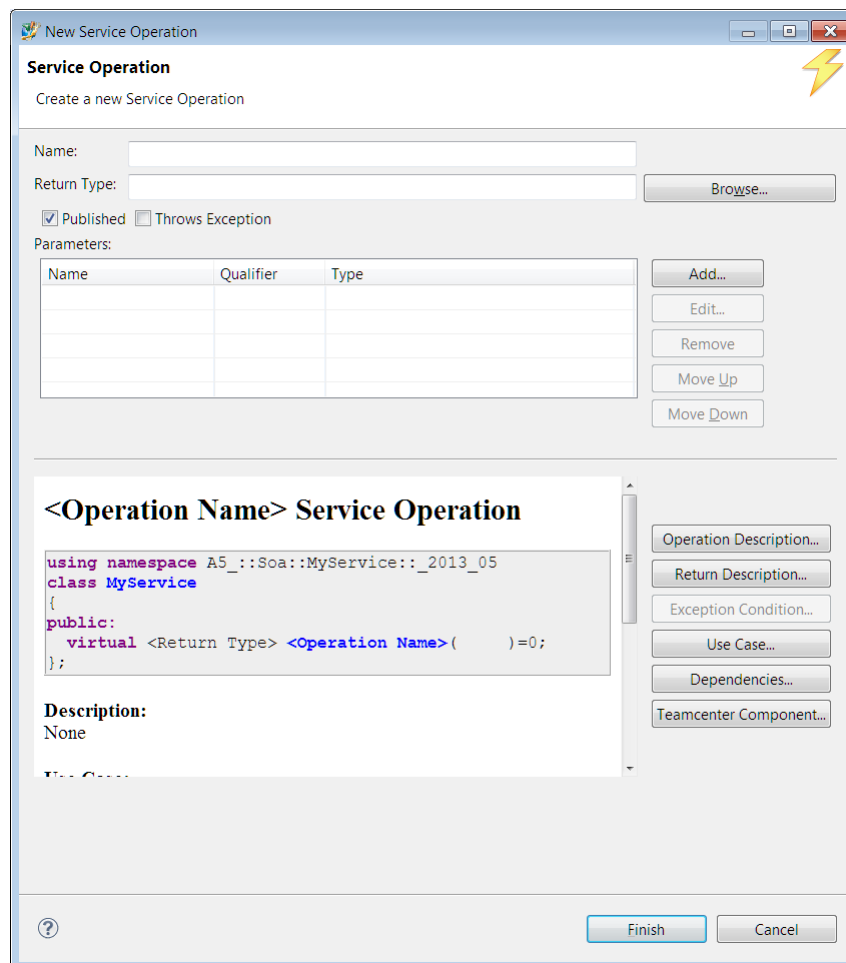 New Service Operation
Service Operation
Create a new Service Operation
Name:
Return Type:
Browse...
Published Throws Exception
Parameters:
Name Qualifier Type
Add...
Edit...
Remove
Move Up
Move Down
<Operation Name> Service Operation
using namespace A5_::Soa::MyService::_2013_05
class MyService
{
public:
virtual <Return Type> <Operation Name>( )=0;
};
Description:
None
Use Case:
Operation Description...
Return Description...
Exception Condition...
Use Case...
Dependencies...
Teamcenter Component...
?
Finish
Cancel